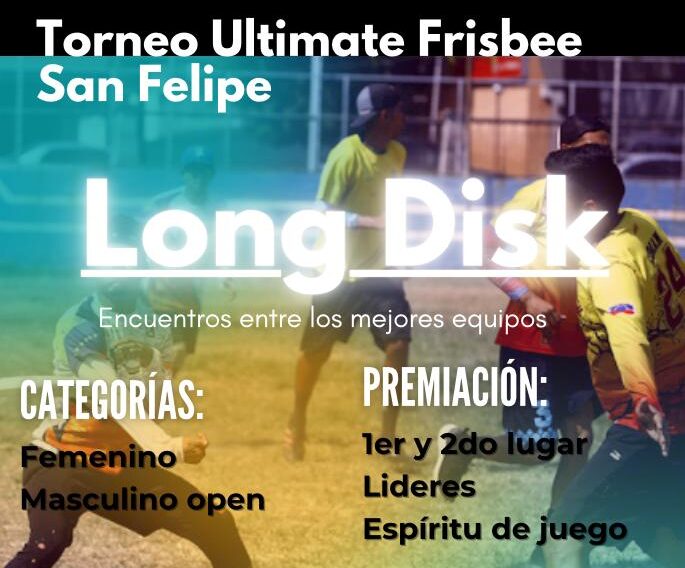 Torneo Ultimate Frisbee
San Felipe
Long Disk
Encuentros entre los mejores equipos
CATEGORÍAS:
Femenino
Masculino open
PREMIACIÓN:
1er y 2do lugar
Lideres
Espíritu de juego
24